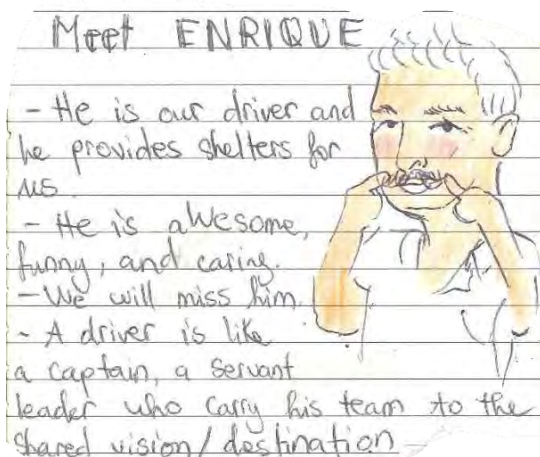 Meet ENRIQUE
- He is our driver and
he provides shelters for
us.
- He is awesome,
funny, and caring.
- We will miss him.
- A driver is like
a captain, a servant
leader who carry his team to the
shared vision/destination